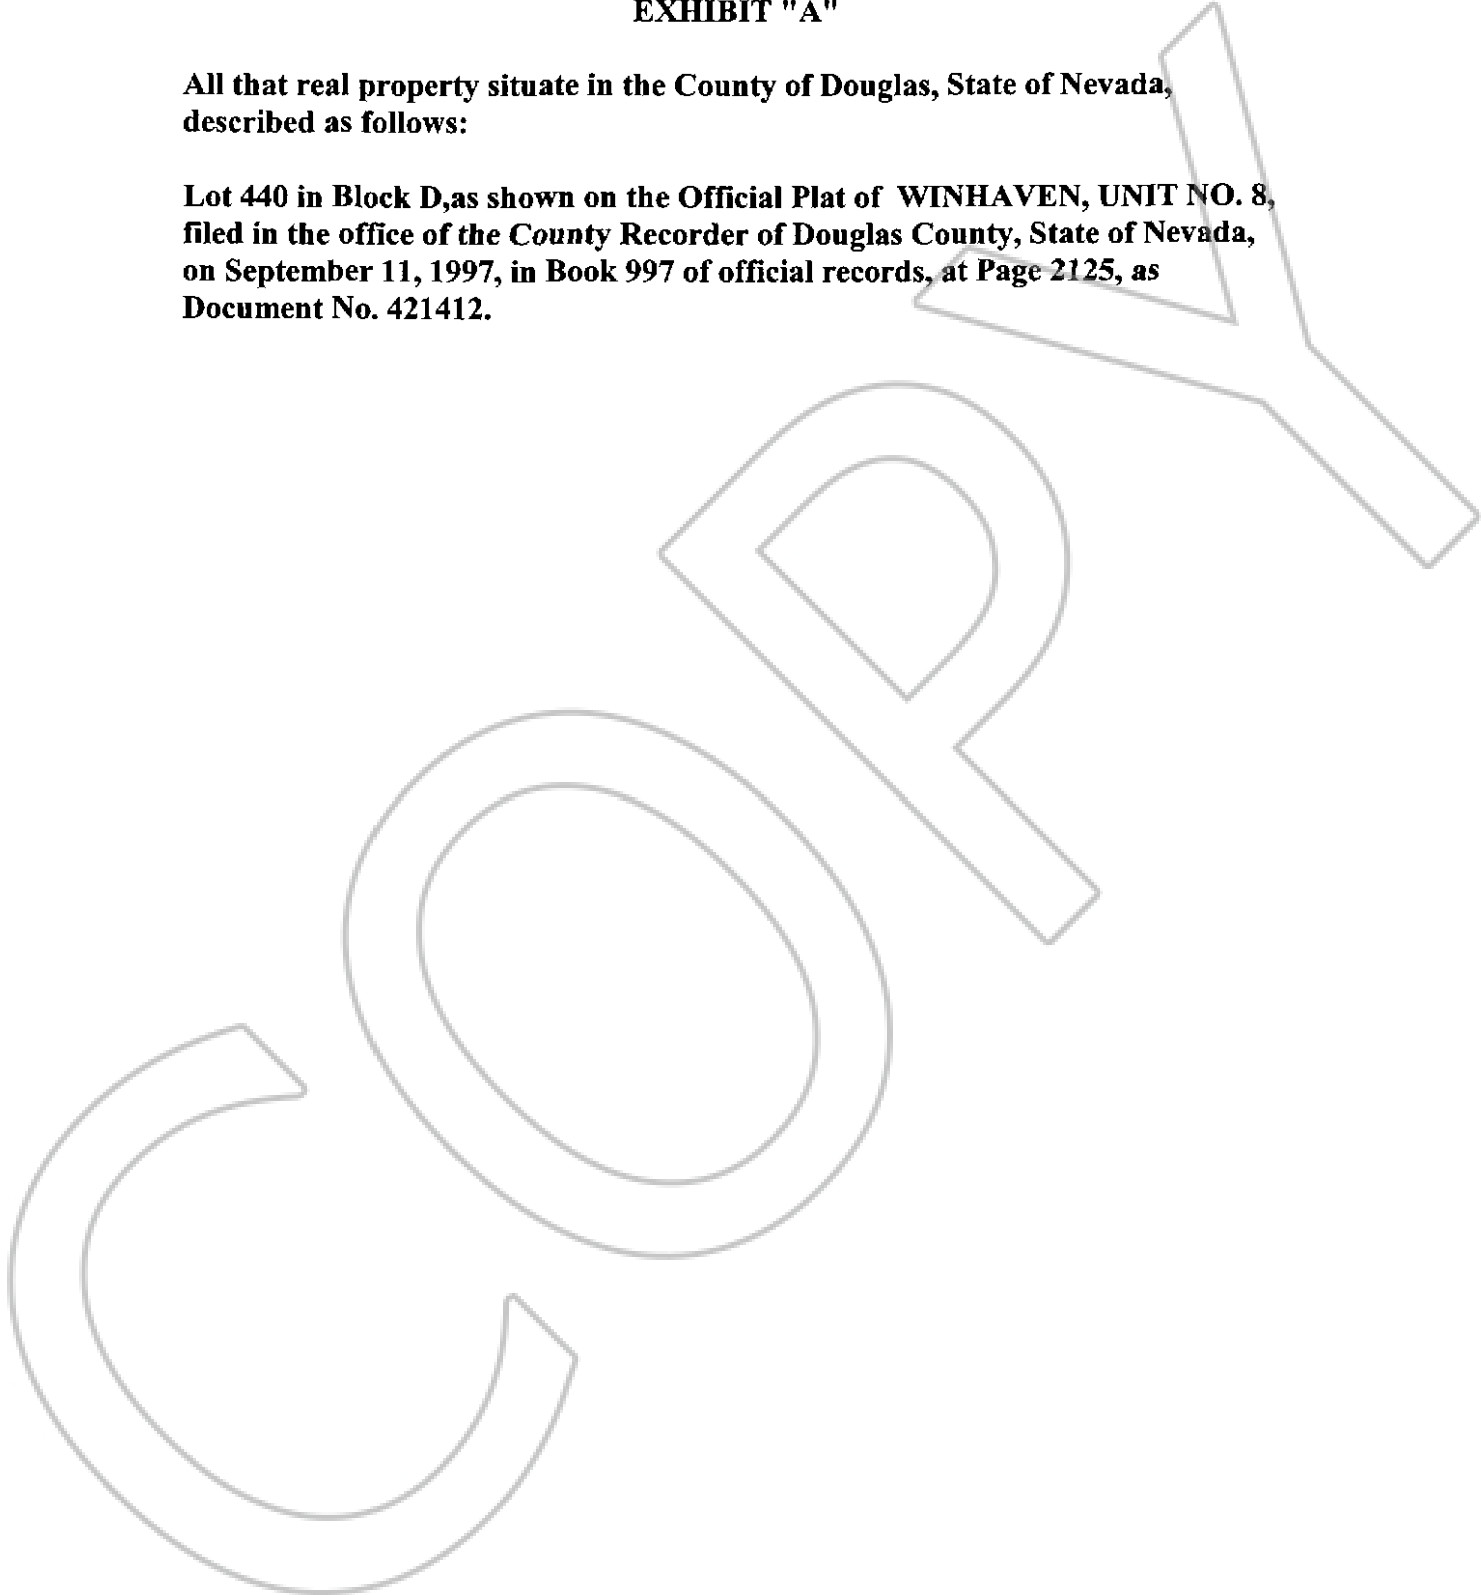 EXHIBIT "A"
All that real property situate in the County of Douglas, State of Nevada,
described as follows:
Lot 440 in Block D,as shown on the Official Plat of WINHAVEN, UNIT NO. 8,
filed in the office of the County Recorder of Douglas County, State of Nevada,
on September 11, 1997, in Book 997 of official records, at Page 2125, as
Document No. 421412.
COPY